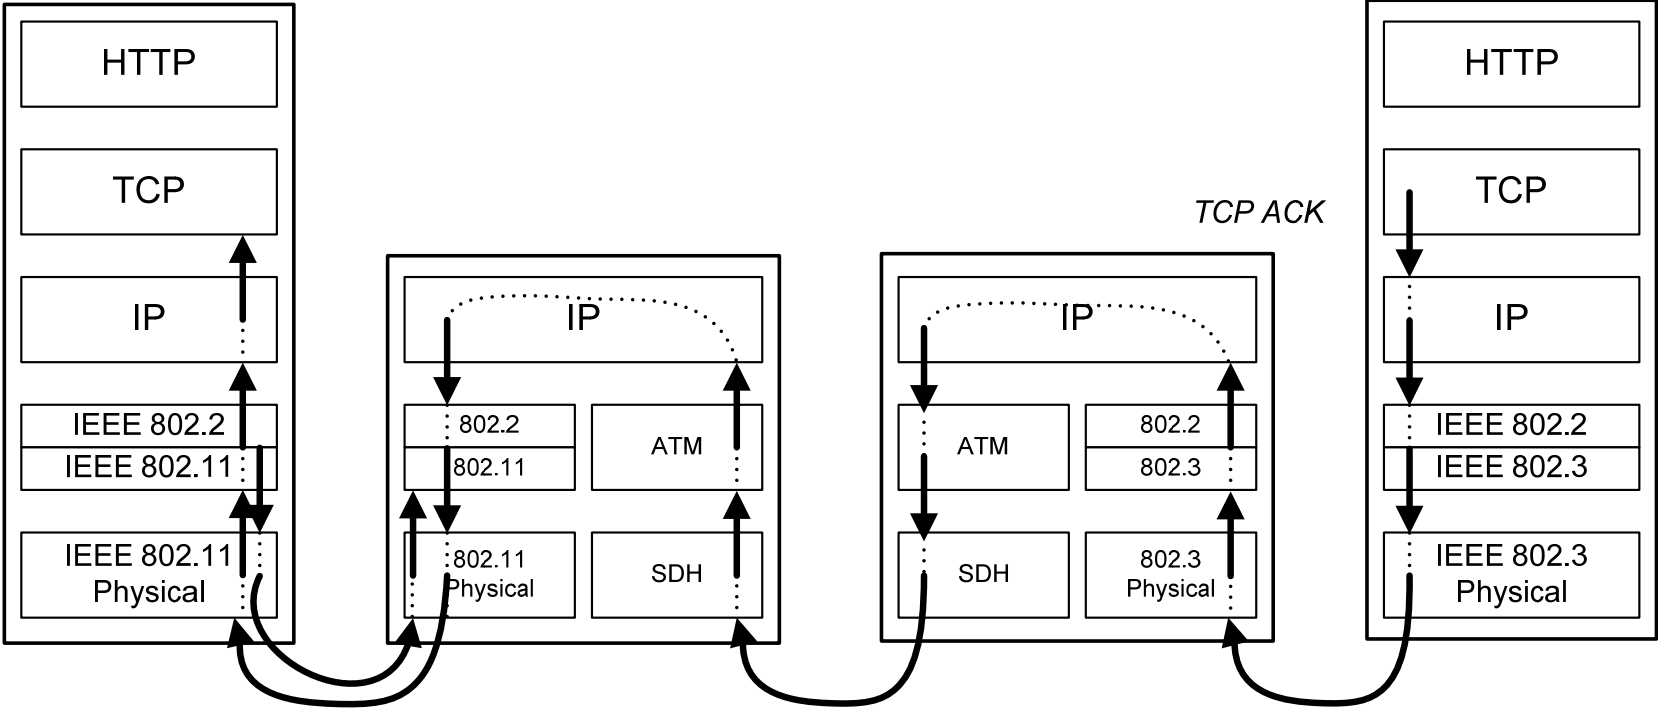 HTTP
TCP
IP
IEEE 802.2
IEEE 802.11
IEEE 802.11
Physical
IP
802.2
802.11
ATM
802.11
Physical
SDH
TCP ACK
IP
ATM
802.2
802.3
SDH
802.3
Physical
HTTP
TCP
IP
IEEE 802.2
IEEE 802.3
IEEE 802.3
Physical